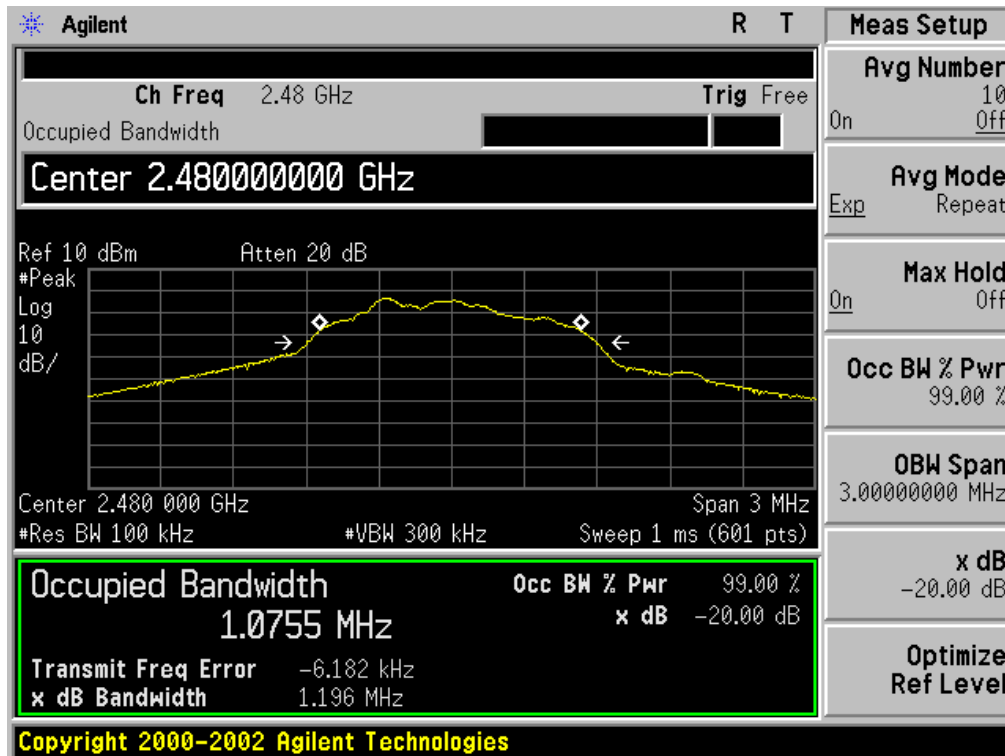 Agilent R T
Ch Freq 2.48 GHz Trig Free
Occupied Bandwidth
Center 2.480000000 GHz
Ref 10 dBm Atten 20 dB
#Peak
Log
10
dB/
Center 2.480 000 GHz Span 3 MHz
#Res BW 100 kHz #VBW 300 kHz Sweep 1 ms (601 pts)
Occupied Bandwidth
1.0755 MHz
Occ BW % Pwr 99.00 %
x dB -20.00 dB
Transmit Freq Error -6.182 kHz
x dB Bandwidth 1.196 MHz
Copyright 2000-2002 Agilent Technologies
Meas Setup
Avg Number
10
On Off
Avg Mode
Exp Repeat
Max Hold
On Off
Occ BW % Pwr
99.00 %
OBW Span
3.00000000 MHz
x dB
-20.00 dB
Optimize
Ref Level